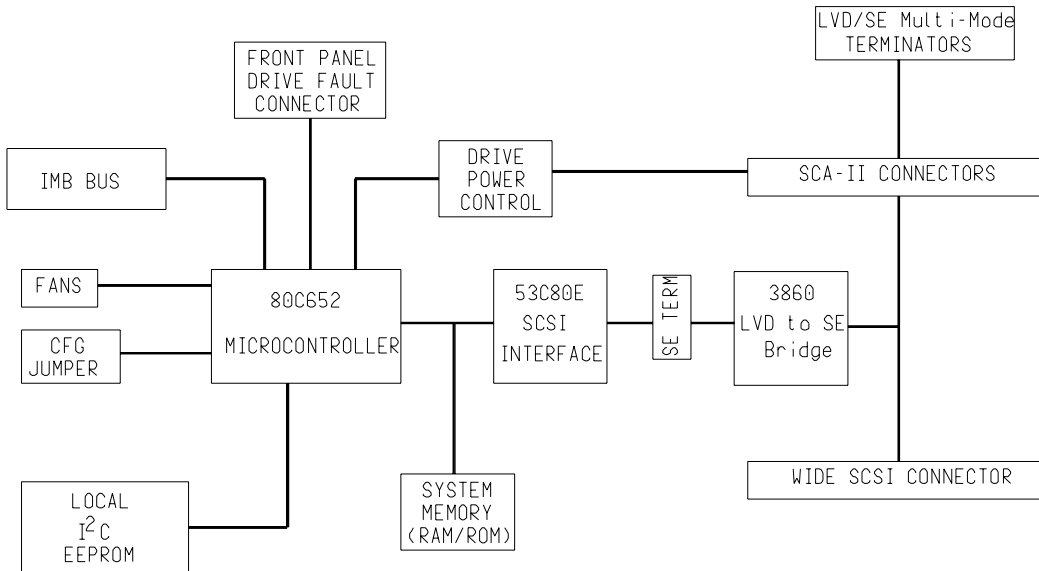 LVD/SE Multi-Mode
TERMINATORS
FRONT PANEL
DRIVE FAULT
CONNECTOR
DRIVE
POWER
CONTROL
IMB BUS
SCA-II CONNECTORS
FANS
80C652
MICROCONTROLLER
53C80E
SCSI
INTERFACE
SE TERM
3860
LVD to SE
Bridge
CFG
JUMPER
WIDE SCSI CONNECTOR
LOCAL
I²C
EEPROM
SYSTEM
MEMORY
(RAM/ROM)